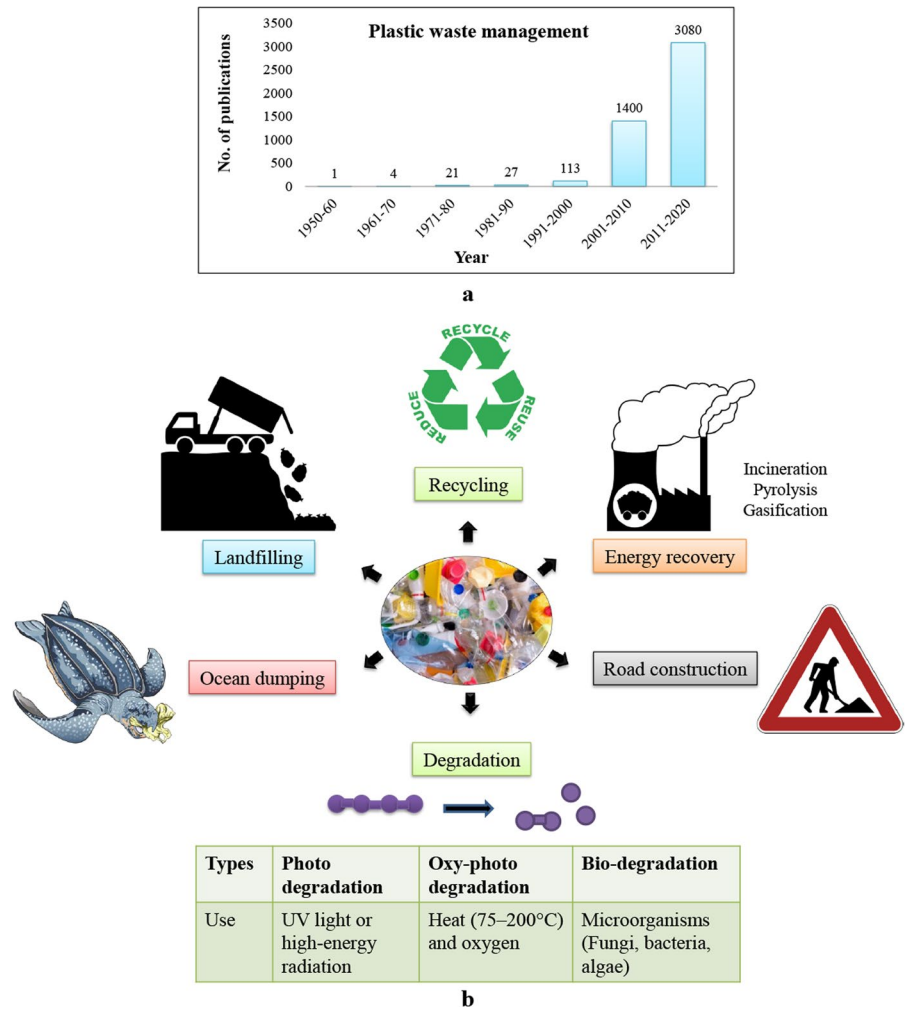 Plastic waste management
No. of publications
3500
3000
2500
2000
1500
1000
500
0
1
4
21
27
113
1400
3080
1950-60
1961-70
1971-80
1981-90
1991-2000
2001-2010
2011-2020
Year
a
RECYCLE
REDUCE
REUSE
Recycling
Landfilling
Incineration
Pyrolysis
Gasification
Energy recovery
Ocean dumping
Road construction
Degradation
Types
Photo
degradation
Oxy-photo
degradation
Bio-degradation
Use
UV light or
high-energy
radiation
Heat (75–200°C)
and oxygen
Microorganisms
(Fungi, bacteria,
algae)
b